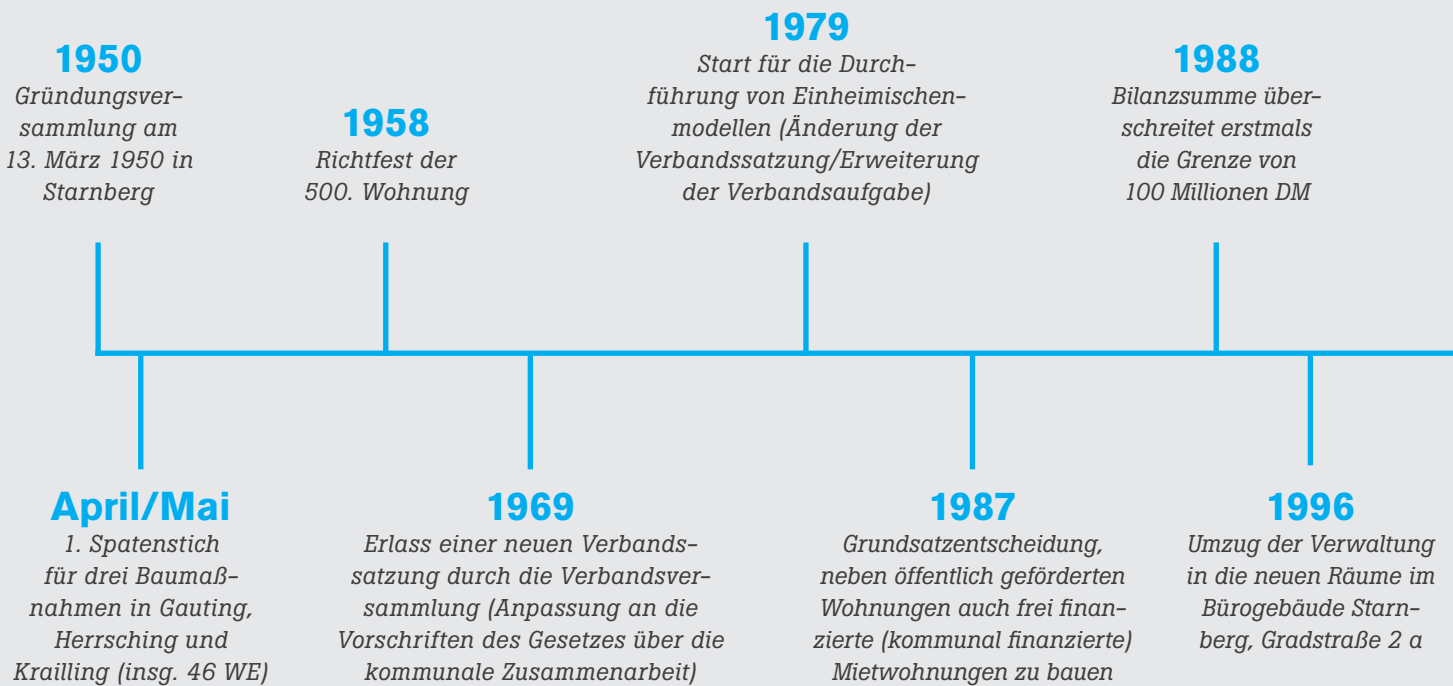 1950
Gründungsver-
sammlung am
13. März 1950 in
Starnberg
April/Mai
1. Spatenstich
für drei Baumaß-
nahmen in Gauting,
Herrsching und
Krailling (insg. 46 WE)
1958
Richtfest der
500. Wohnung
1969
Erlass einer neuen Verbands-
satzung durch die Verbandsver-
sammlung (Anpassung an die
Vorschriften des Gesetzes über die
kommunale Zusammenarbeit)
1979
Start für die Durch-
führung von Einheimischen-
modellen (Änderung der
Verbandssatzung/Erweiterung
der Verbandsaufgabe)
1987
Grundsatzentscheidung,
neben öffentlich geförderten
Wohnungen auch frei finan-
zierte (kommunal finanzierte)
Mietwohnungen zu bauen
1988
Bilanzsumme über-
schreitet erstmals
die Grenze von
100 Millionen DM
1996
Umzug der Verwaltung
in die neuen Räume im
Bürogebäude Starn-
berg, Gradstraße 2 a